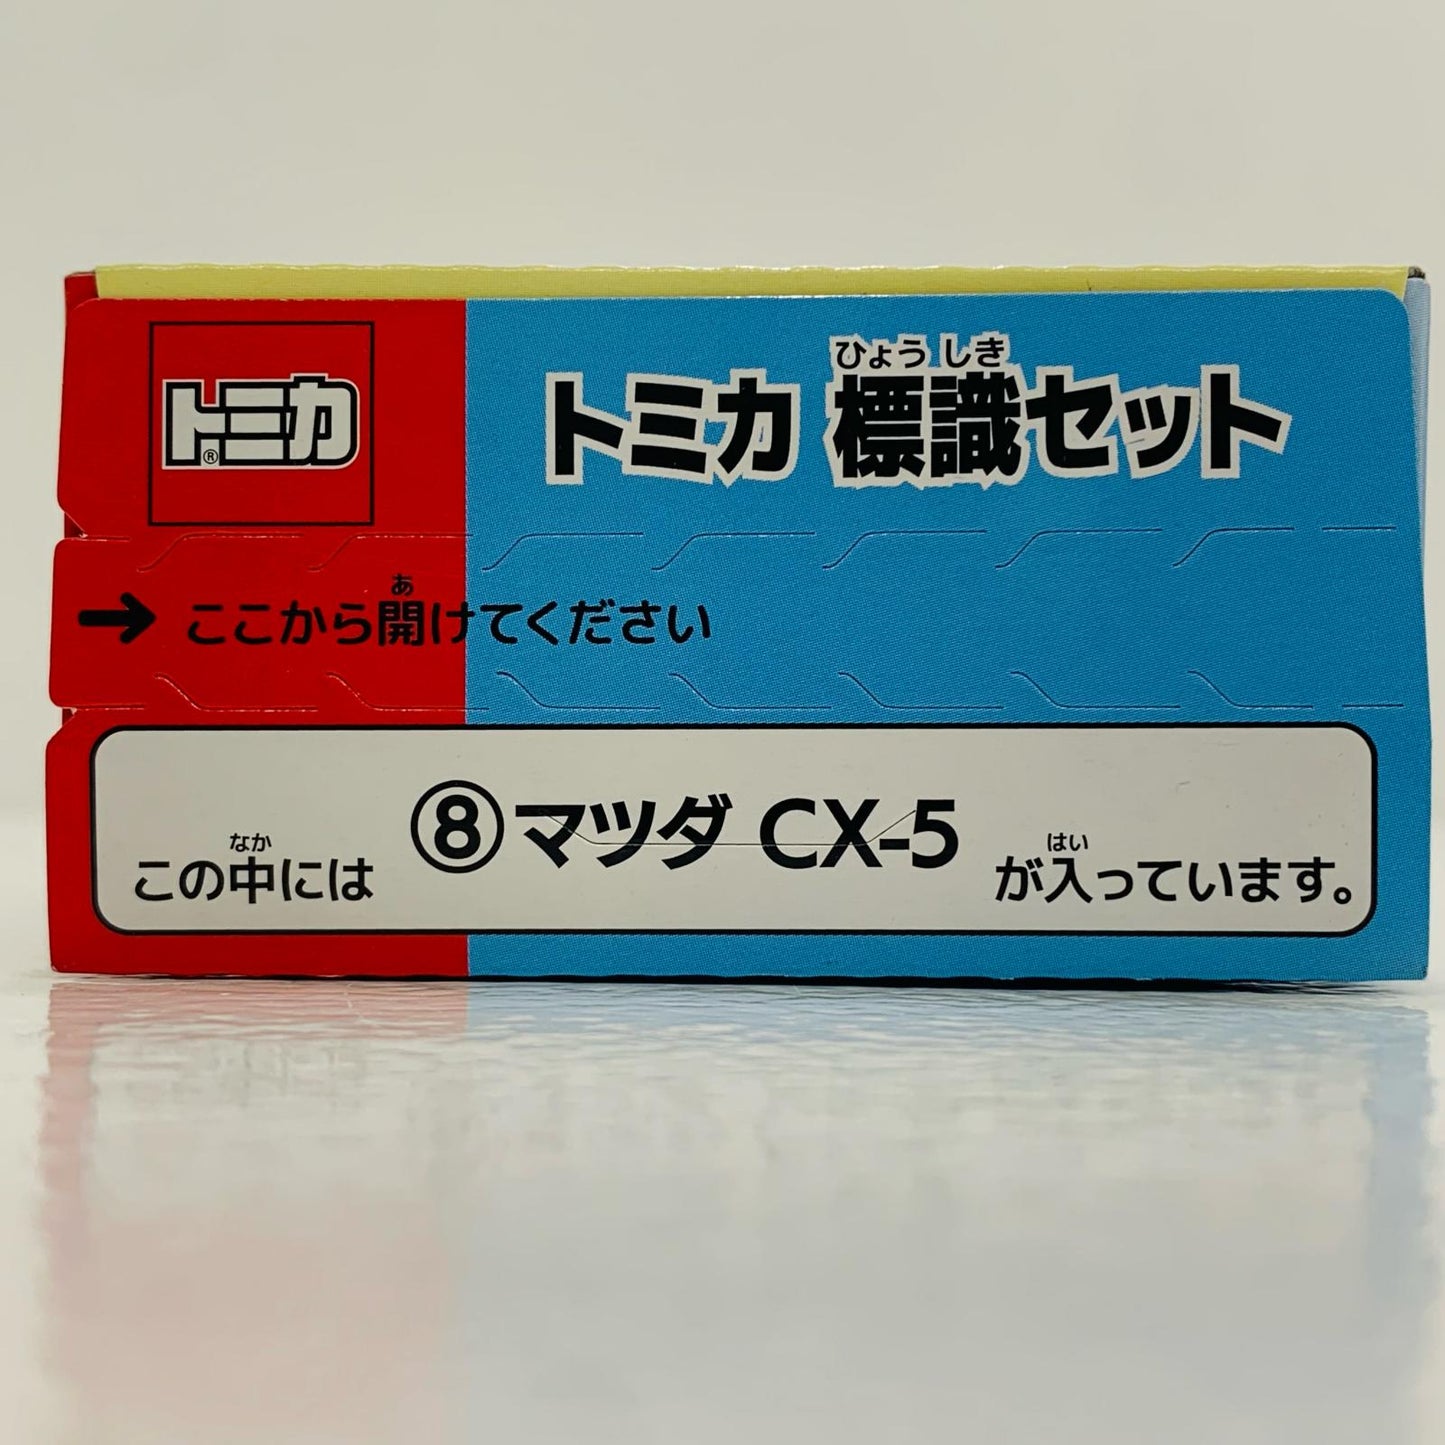 トミカ®
ひょう しき
トミカ 標識セット
あ
→ ここから開けてください
なか
この中には
⑧マツダ CX-5
はい
が入っています。